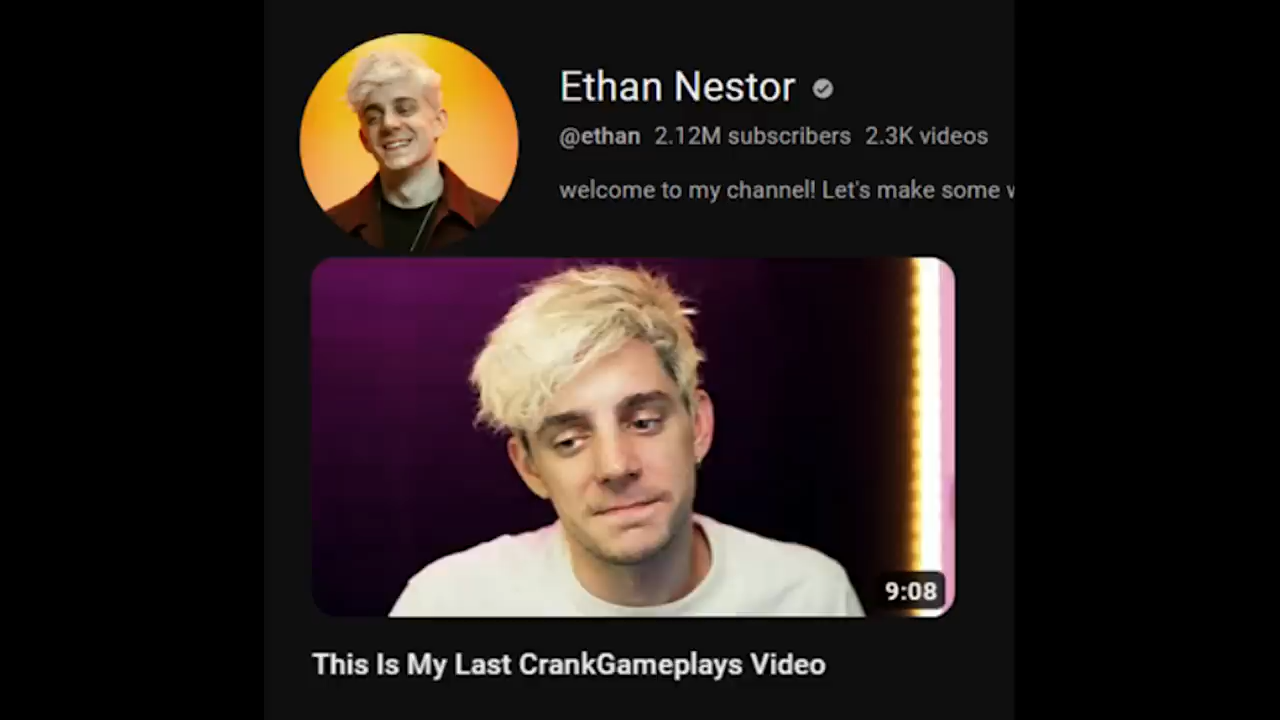 Ethan Nestor
@ethan 2.12M subscribers 2.3K videos
welcome to my channel! Let's make some
9:08
This Is My Last CrankGameplays Video